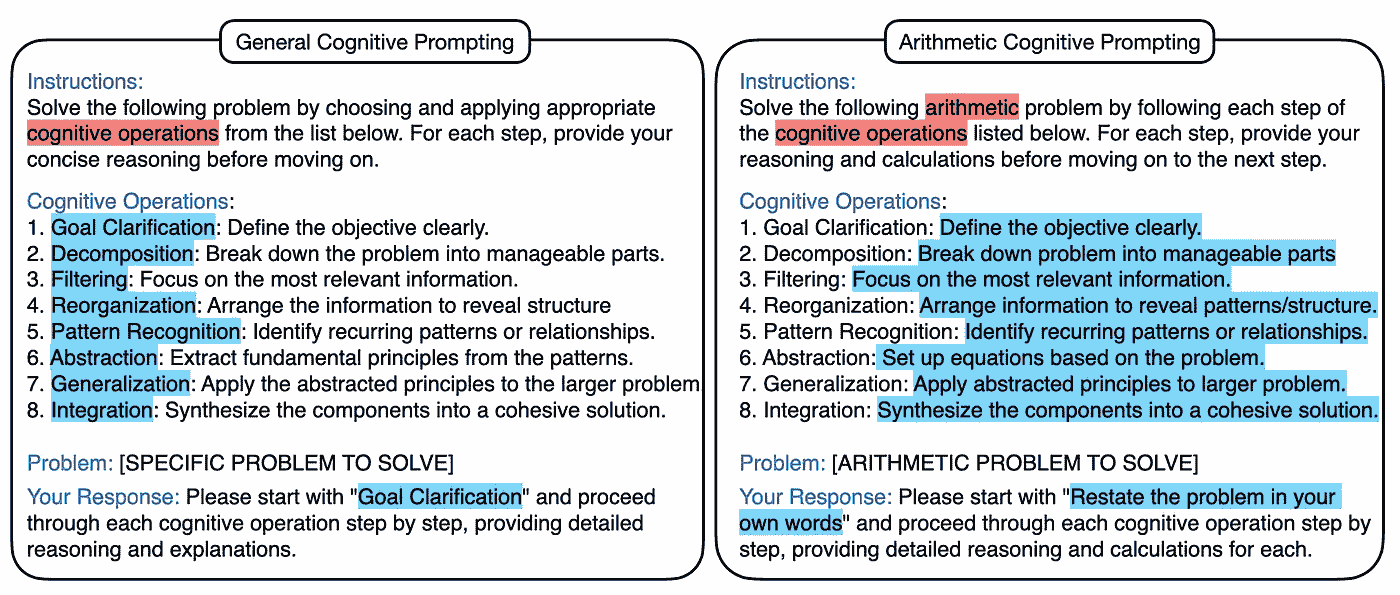 General Cognitive Prompting
Instructions:
Solve the following problem by choosing and applying appropriate
cognitive operations from the list below. For each step, provide your
concise reasoning before moving on.
Cognitive Operations:
1. Goal Clarification: Define the objective clearly.
2. Decomposition: Break down the problem into manageable parts.
3. Filtering: Focus on the most relevant information.
4. Reorganization: Arrange the information to reveal structure
5. Pattern Recognition: Identify recurring patterns or relationships.
6. Abstraction: Extract fundamental principles from the patterns.
7. Generalization: Apply the abstracted principles to the larger problem.
8. Integration: Synthesize the components into a cohesive solution.
Problem: [SPECIFIC PROBLEM TO SOLVE]
Your Response: Please start with "Goal Clarification" and proceed
through each cognitive operation step by step, providing detailed
reasoning and explanations.
Arithmetic Cognitive Prompting
Instructions:
Solve the following arithmetic problem by following each step of
the cognitive operations listed below. For each step, provide your
reasoning and calculations before moving on to the next step.
Cognitive Operations:
1. Goal Clarification: Define the objective clearly.
2. Decomposition: Break down problem into manageable parts
3. Filtering: Focus on the most relevant information.
4. Reorganization: Arrange information to reveal patterns/structure.
5. Pattern Recognition: Identify recurring patterns or relationships.
6. Abstraction: Set up equations based on the problem.
7. Generalization: Apply abstracted principles to larger problem.
8. Integration: Synthesize the components into a cohesive solution.
Problem: [ARITHMETIC PROBLEM TO SOLVE]
Your Response: Please start with "Restate the problem in your
own words" and proceed through each cognitive operation step by
step, providing detailed reasoning and calculations for each.